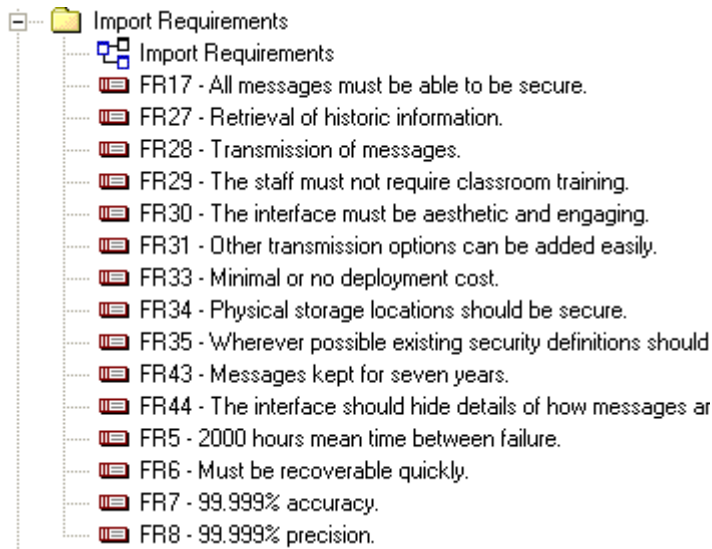 Import Requirements
Import Requirements
FR17 - All messages must be able to be secure.
FR27 - Retrieval of historic information.
FR28 - Transmission of messages.
FR29 - The staff must not require classroom training.
FR30 - The interface must be aesthetic and engaging.
FR31 - Other transmission options can be added easily.
FR33 - Minimal or no deployment cost.
FR34 - Physical storage locations should be secure.
FR35 - Wherever possible existing security definitions should
FR43 - Messages kept for seven years.
FR44 - The interface should hide details of how messages
FR5 - 2000 hours mean time between failure.
FR6 - Must be recoverable quickly.
FR7 - 99.999% accuracy.
FR8 - 99.999% precision.